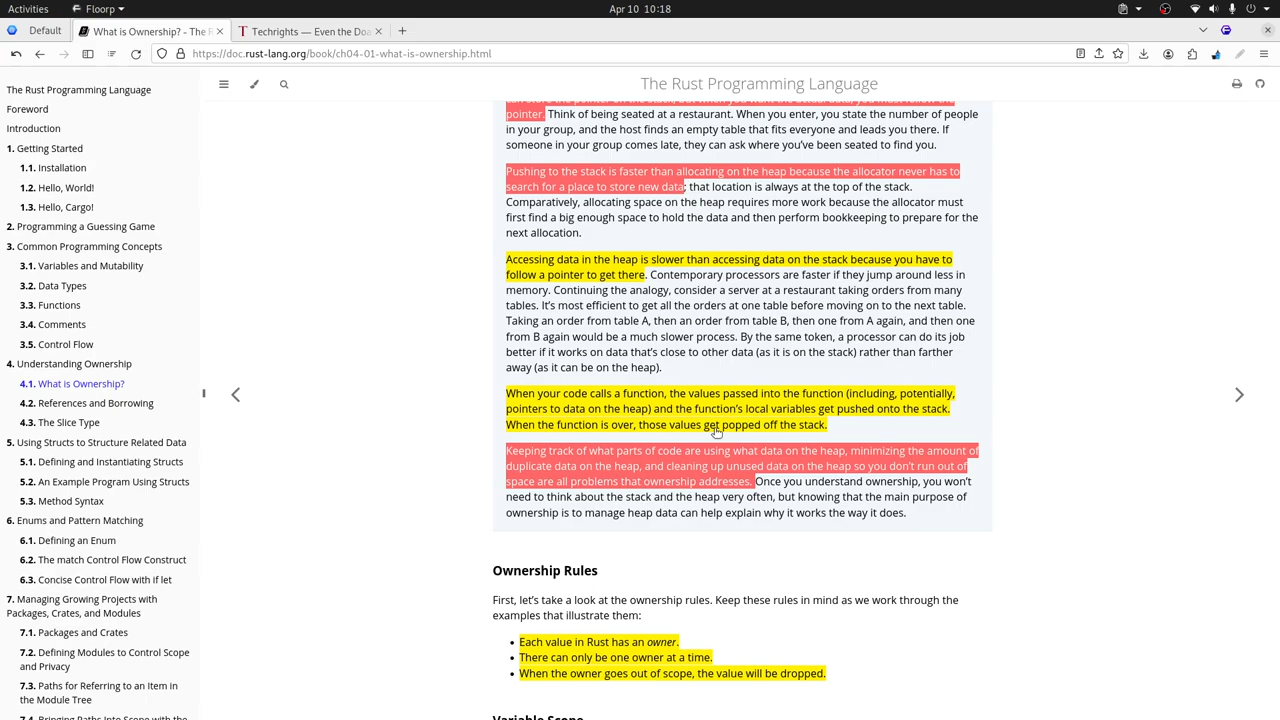 Activities
Floorp
Apr 10 10:18
Default
What is Ownership? - The R
Techrights — Even the Doa
https://doc.rust-lang.org/book/ch04-01-what-is-ownership.html
The Rust Programming Language
Foreword
Introduction
1. Getting Started
1.1. Installation
1.2. Hello, World!
1.3. Hello, Cargo!
2. Programming a Guessing Game
3. Common Programming Concepts
3.1. Variables and Mutability
3.2. Data Types
3.3. Functions
3.4. Comments
3.5. Control Flow
4. Understanding Ownership
4.1. What is Ownership?
4.2. References and Borrowing
4.3. The Slice Type
5. Using Structs to Structure Related Data
5.1. Defining and Instantiating Structs
5.2. An Example Program Using Structs
5.3. Method Syntax
6. Enums and Pattern Matching
6.1. Defining an Enum
6.2. The match Control Flow Construct
6.3. Concise Control Flow with if let
7. Managing Growing Projects with
Packages, Crates, and Modules
7.1. Packages and Crates
7.2. Defining Modules to Control Scope
and Privacy
7.3. Paths for Referring to an Item in
the Module Tree
7.4. Bringing Paths Into Scope with the
The Rust Programming Language
pointer. Think of being seated at a restaurant. When you enter, you state the number of people
in your group, and the host finds an empty table that fits everyone and leads you there. If
someone in your group comes late, they can ask where you’ve been seated to find you.
Pushing to the stack is faster than allocating on the heap because the allocator never has to
search for a place to store new data; that location is always at the top of the stack.
Comparatively, allocating space on the heap requires more work because the allocator must
first find a big enough space to hold the data and then perform bookkeeping to prepare for the
next allocation.
Accessing data in the heap is slower than accessing data on the stack because you have to
follow a pointer to get there. Contemporary processors are faster if they jump around less in
memory. Continuing the analogy, consider a server at a restaurant taking orders from many
tables. It’s most efficient to get all the orders at one table before moving on to the next table.
Taking an order from table A, then an order from table B, then one from A again, and then one
from B again would be a much slower process. By the same token, a processor can do its job
better if it works on data that’s close to other data (as it is on the stack) rather than farther
away (as it can be on the heap).
When your code calls a function, the values passed into the function (including, potentially,
pointers to data on the heap) and the function’s local variables get pushed onto the stack.
When the function is over, those values get popped off the stack.
Keeping track of what parts of code are using what data on the heap, minimizing the amount of
duplicate data on the heap, and cleaning up unused data on the heap so you don’t run out of
space are all problems that ownership addresses. Once you understand ownership, you won’t
need to think about the stack and the heap very often, but knowing that the main purpose of
ownership is to manage heap data can help explain why it works the way it does.
Ownership Rules
First, let’s take a look at the ownership rules. Keep these rules in mind as we work through the
examples that illustrate them:
• Each value in Rust has an owner.
• There can only be one owner at a time.
• When the owner goes out of scope, the value will be dropped.
Variable Scope